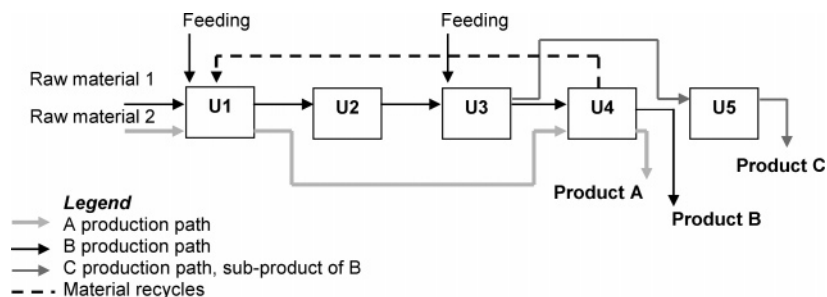 Feeding Feeding
Raw material 1
U1 U2 U3 U4 U5
Raw material 2
Product C
Product A
Product B
Legend
A production path
B production path
C production path, sub-product of B
Material recycles